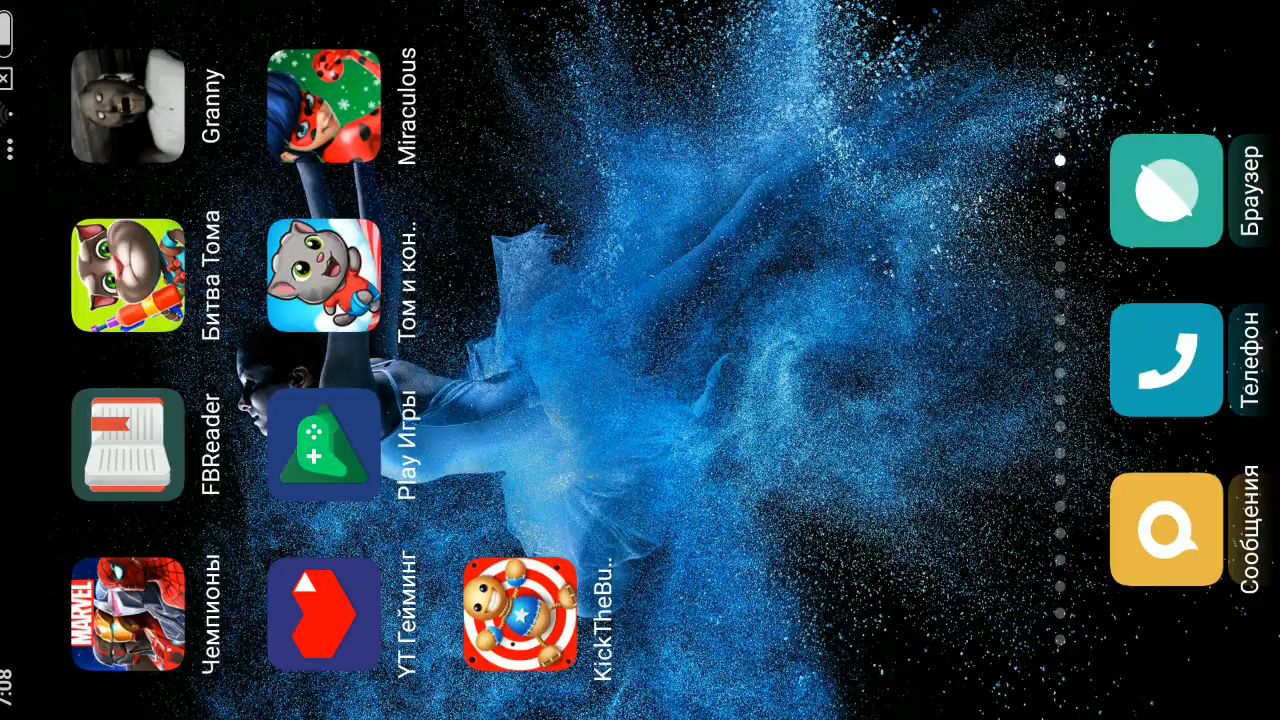 7:08
MARVEL
Чемпионы
FBReader
Битва Тома
Granny
YT Гейминг
Play Игры
Том и кон..
Miraculous
KickTheBu..
Сообщения
Телефон
Браузер